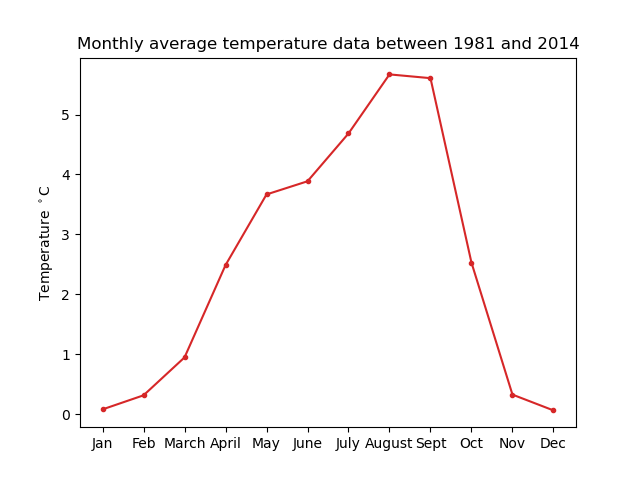 Monthly average temperature data between 1981 and 2014
Temperature °C
5
4
3
2
1
0
Jan Feb March April May June July August Sept Oct Nov Dec